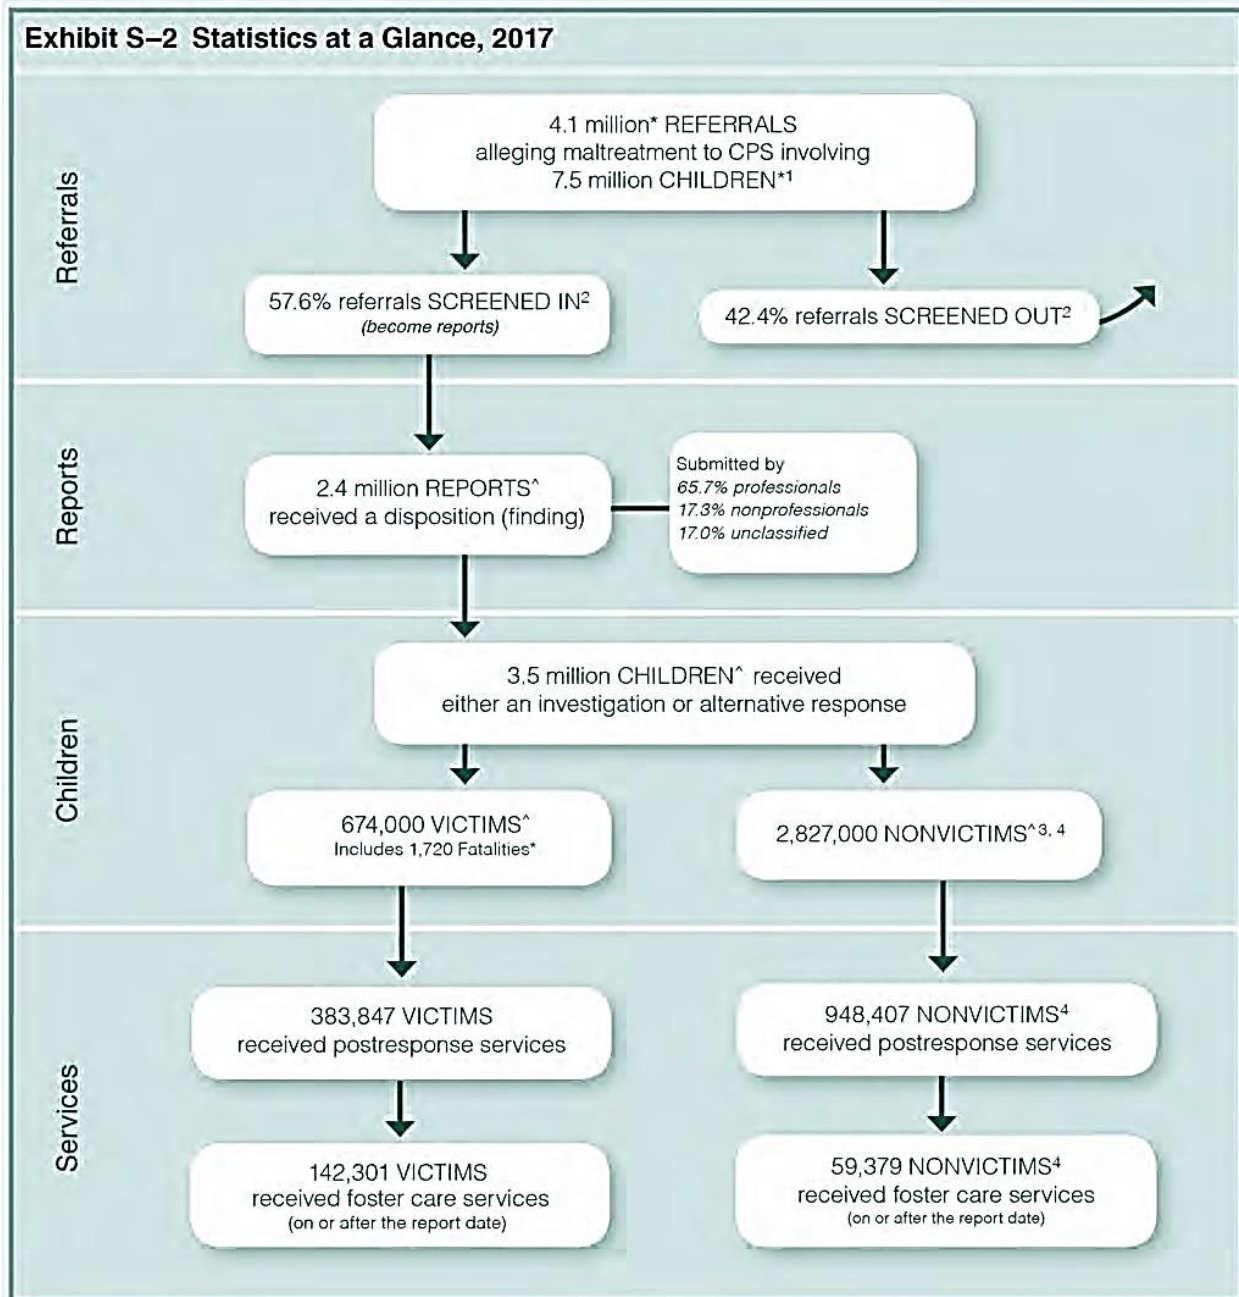 Exhibit S–2 Statistics at a Glance, 2017
Referrals
4.1 million* REFERRALS
alleging maltreatment to CPS involving
7.5 million CHILDREN*1
57.6% referrals SCREENED IN2
(become reports)
42.4% referrals SCREENED OUT2
Reports
2.4 million REPORTS^
received a disposition (finding)
Submitted by
65.7% professionals
17.3% nonprofessionals
17.0% unclassified
Children
3.5 million CHILDREN^ received
either an investigation or alternative response
674,000 VICTIMS^
Includes 1,720 Fatalities*
2,827,000 NONVICTIMS^3, 4
Services
383,847 VICTIMS
received postresponse services
948,407 NONVICTIMS4
received postresponse services
142,301 VICTIMS
received foster care services
(on or after the report date)
59,379 NONVICTIMS4
received foster care services
(on or after the report date)